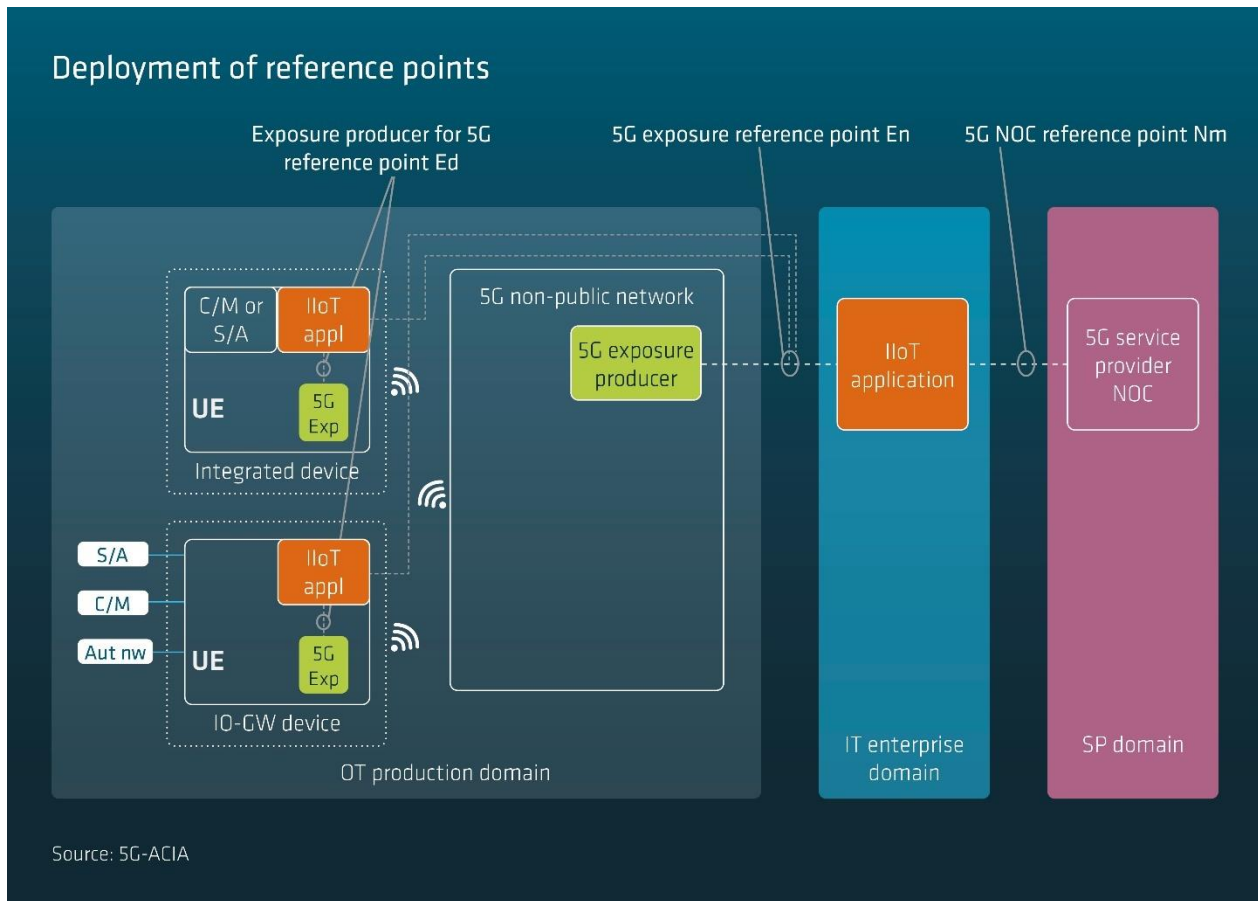 Deployment of reference points
Exposure producer for 5G
reference point Ed
5G exposure reference point En
5G NOC reference point Nm
C/M or
S/A
IIoT
appl
UE
5G
Exp
Integrated device
S/A
C/M
Aut nw
IIoT
appl
UE
5G
Exp
IO-GW device
OT production domain
5G non-public network
5G exposure
producer
IIoT
application
IT enterprise
domain
5G service
provider
NOC
SP domain
Source: 5G-ACIA